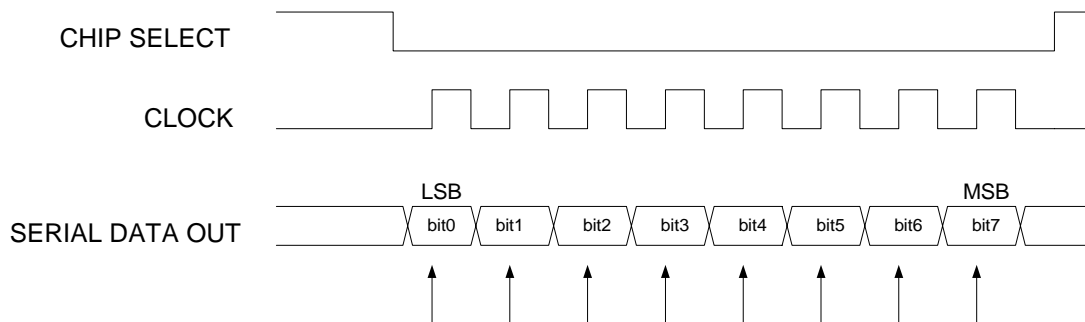 CHIP SELECT
CLOCK
LSB MSB
SERIAL DATA OUT bit0 bit1 bit2 bit3 bit4 bit5 bit6 bit7